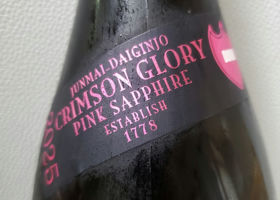 JUNMAI-DAIGINJO
CRIMSON GLORY
PINK SAPPHIRE
ESTABLISH
1778
2025